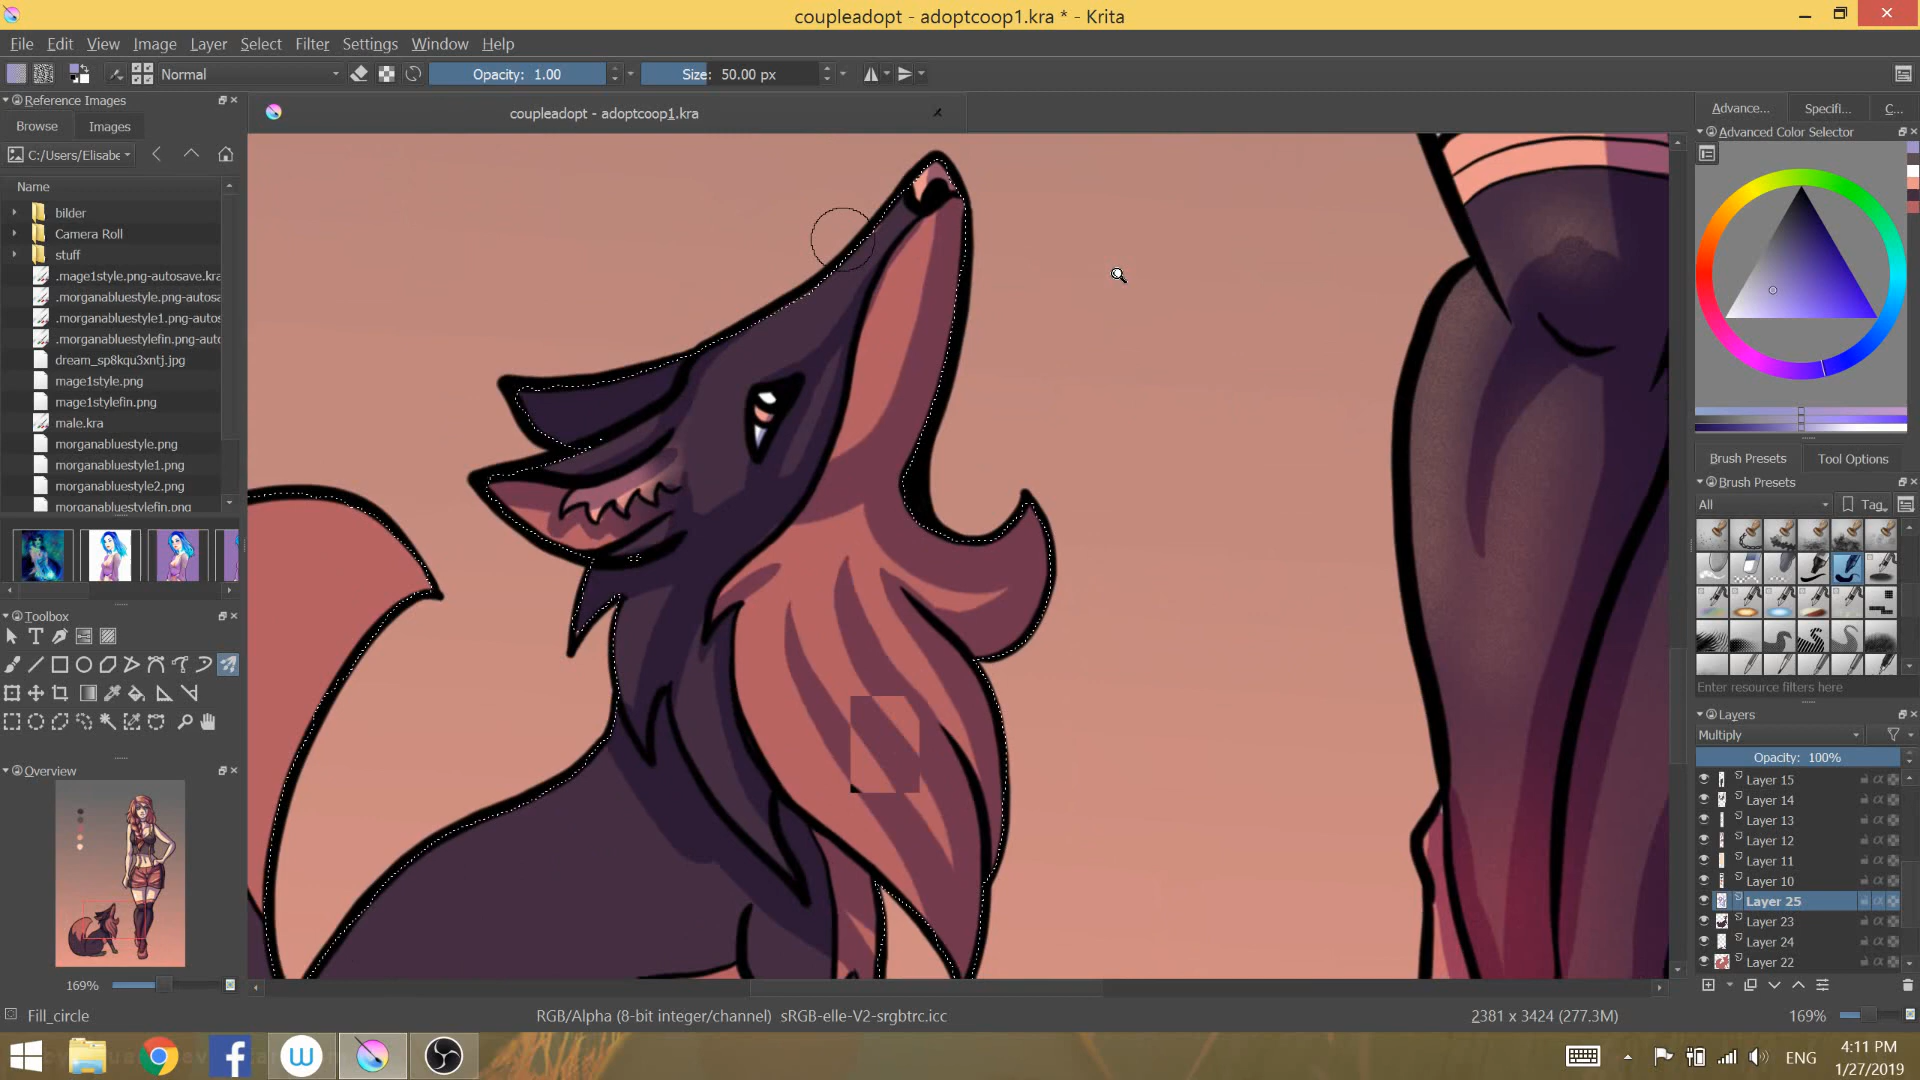 coupleadopt - adoptcoop1.kra * - Krita
File Edit View Image Layer Select Filter Settings Window Help
Normal Opacity: 1.00 Size: 50.00 px
Reference Images
Browse Images
C:/Users/Elisabe
Name
bilder
Camera Roll
stuff
.mage1style.png-autosave.kra
.morganabluestyle.png-autosa
.morganabluestyle1.png-autos
.morganabluestylefin.png-auto
dream_sp8kqu3xntj.jpg
mage1style.png
mage1stylefin.png
male.kra
morganabluestyle.png
morganabluestyle1.png
morganabluestyle2.png
morganabluestylefin.png
Toolbox
Overview
169%
coupleadopt - adoptcoop1.kra
Advance... Specifi... C...
Advanced Color Selector
Brush Presets Tool Options
Brush Presets
All Tag
Enter resource filters here
Layers
Multiply
Opacity: 100%
Layer 15
Layer 14
Layer 13
Layer 12
Layer 11
Layer 10
Layer 25
Layer 23
Layer 24
Layer 22
Fill_circle RGB/Alpha (8-bit integer/channel) sRGB-elle-V2-srgbtrc.icc 2381 x 3424 (277.3M) 169%
ENG
4:11 PM
1/27/2019